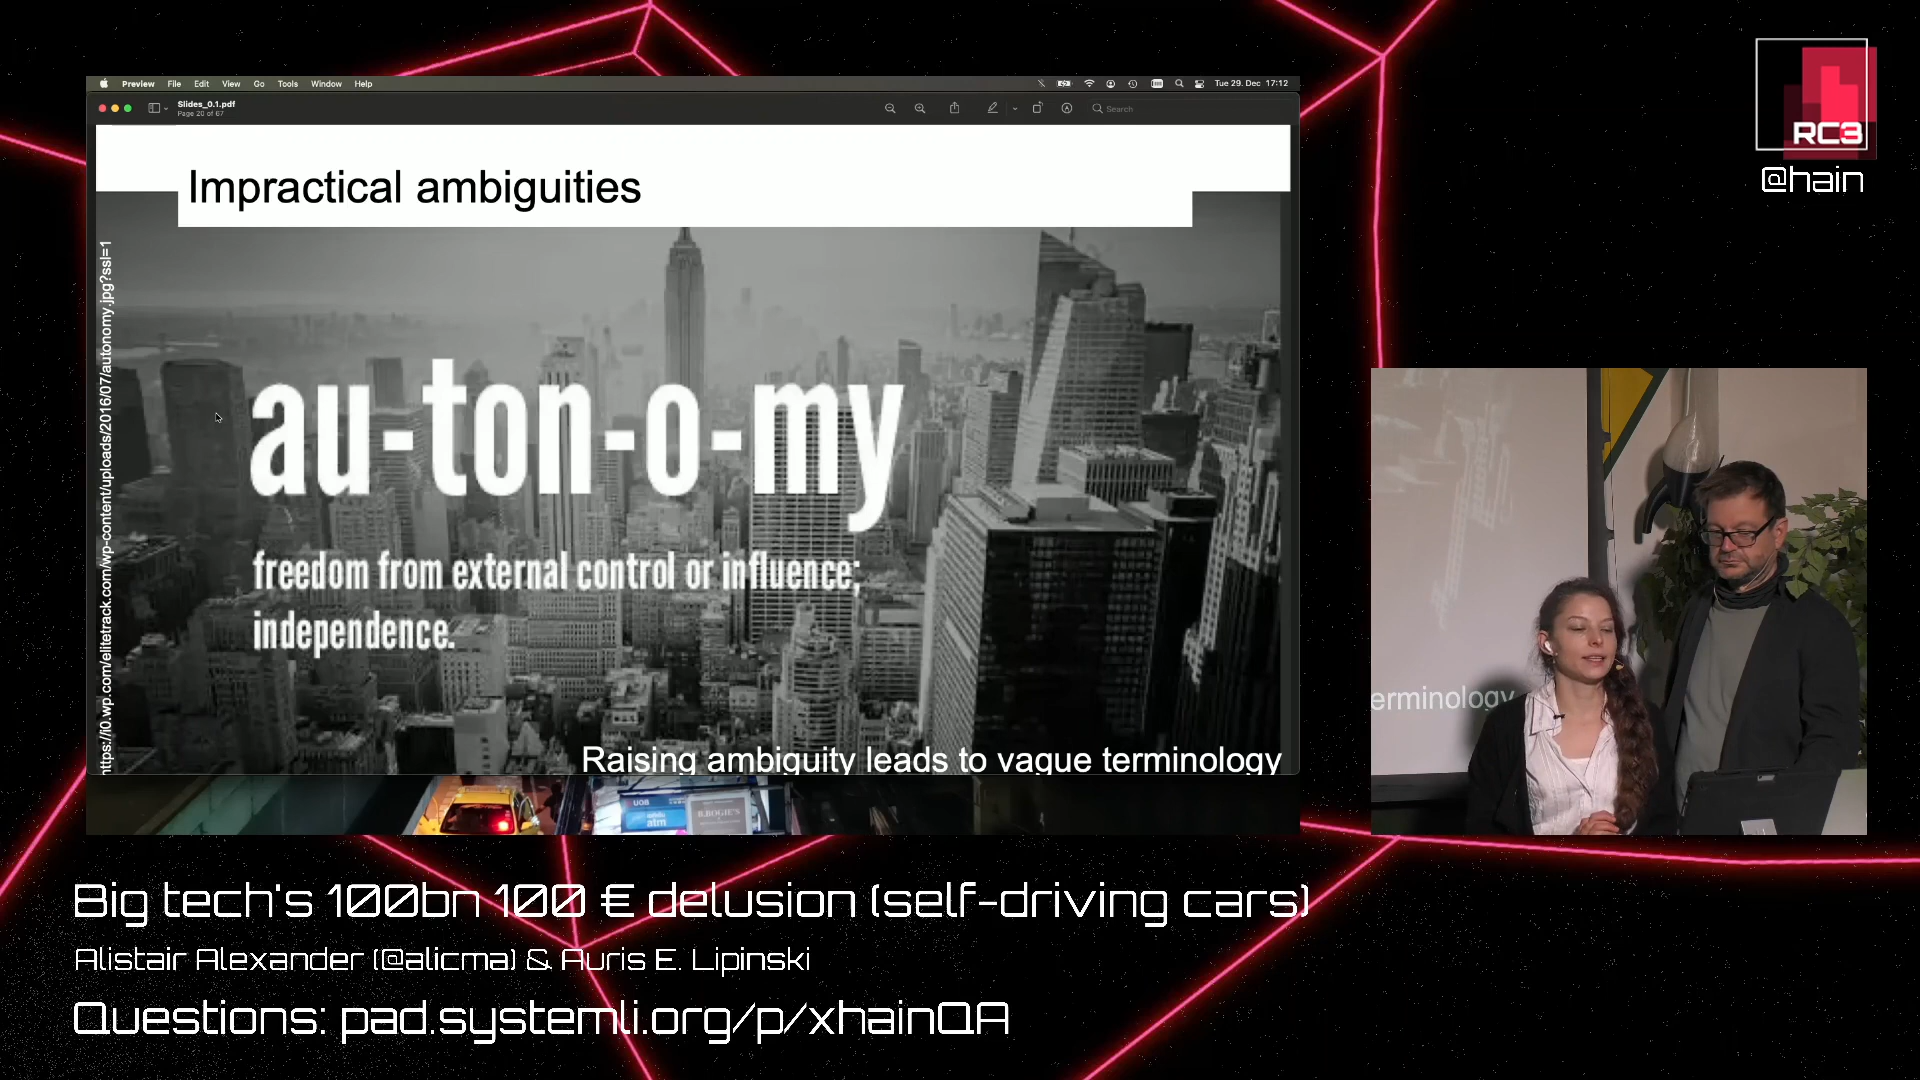 Preview File Edit View Go Tools Window Help
Tue 29. Dec 17:12
Slides_0.1.pdf
Page 20 of 67
Search
Impractical ambiguities
https://i0.wp.com/elitetrack.com/wp-content/uploads/2016/07/autonomy.jpg?ssl=1
au-ton-o-my
freedom from external control or influence;
independence.
Raising ambiguity leads to vague terminology
UOB
atm
B.BOGIE'S
RC3
@hain
erminology
Big tech's 100bn 100 € delusion (self-driving cars)
Alistair Alexander (@alicma) & Auris E. Lipinski
Questions: pad.systemli.org/p/xhainQA